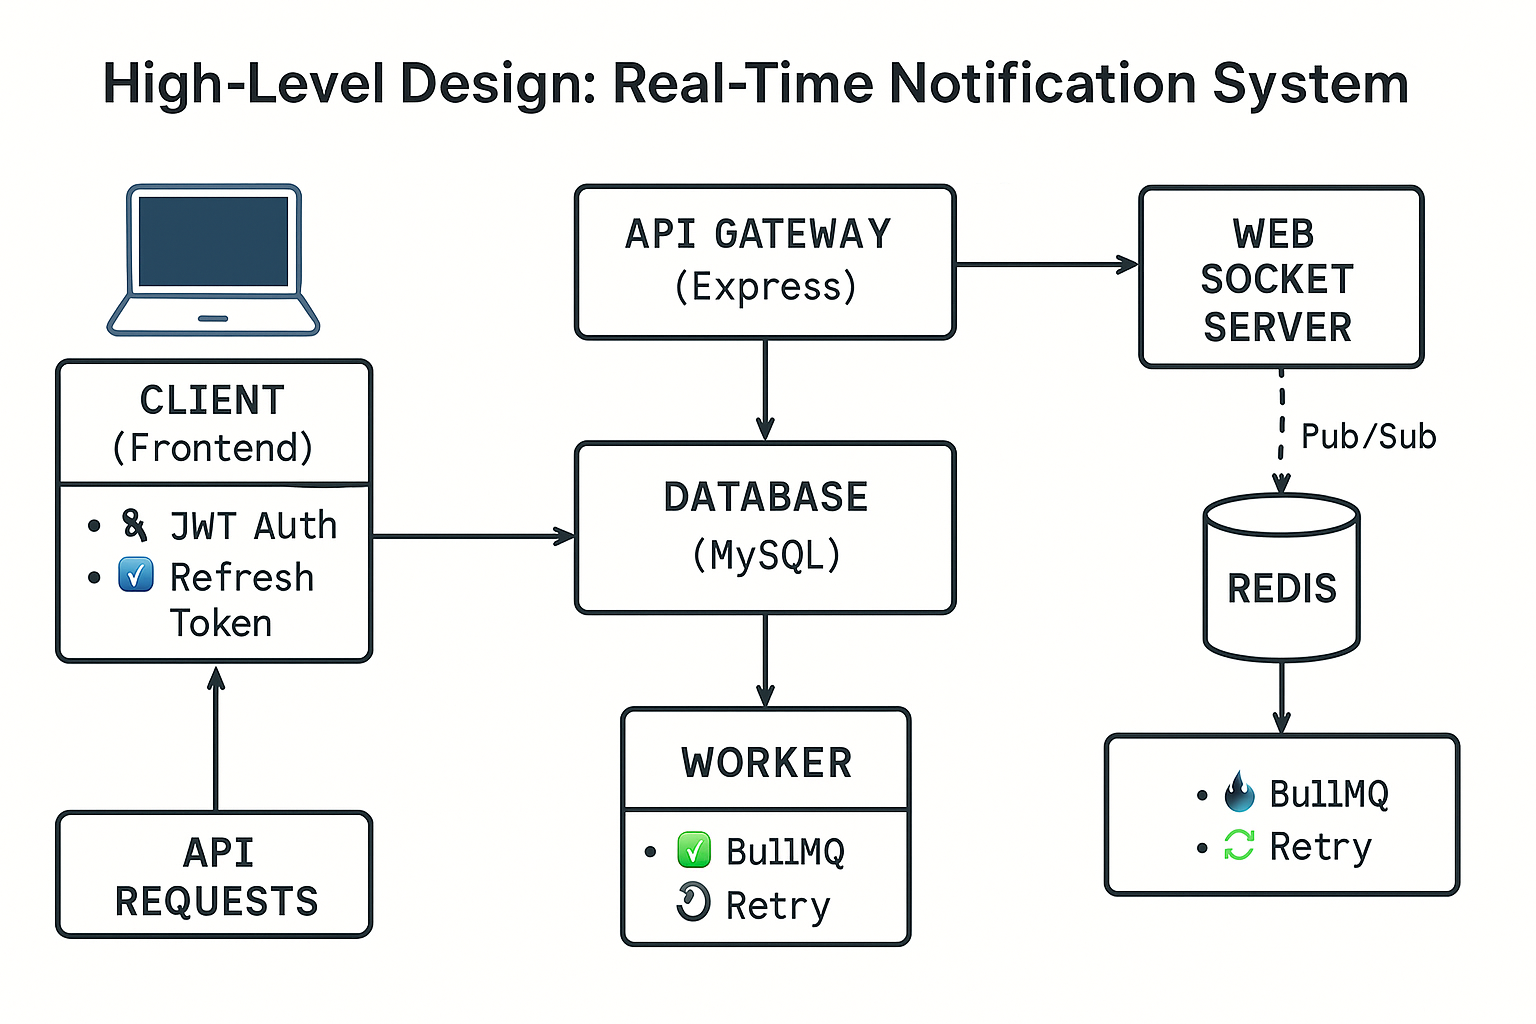 High-Level Design: Real-Time Notification System
CLIENT
(Frontend)
• JWT Auth
• Refresh
Token
API
REQUESTS
API GATEWAY
(Express)
DATABASE
(MySQL)
WORKER
• BullMQ
Retry
WEB
SOCKET
SERVER
Pub/Sub
REDIS
• BullMQ
• Retry